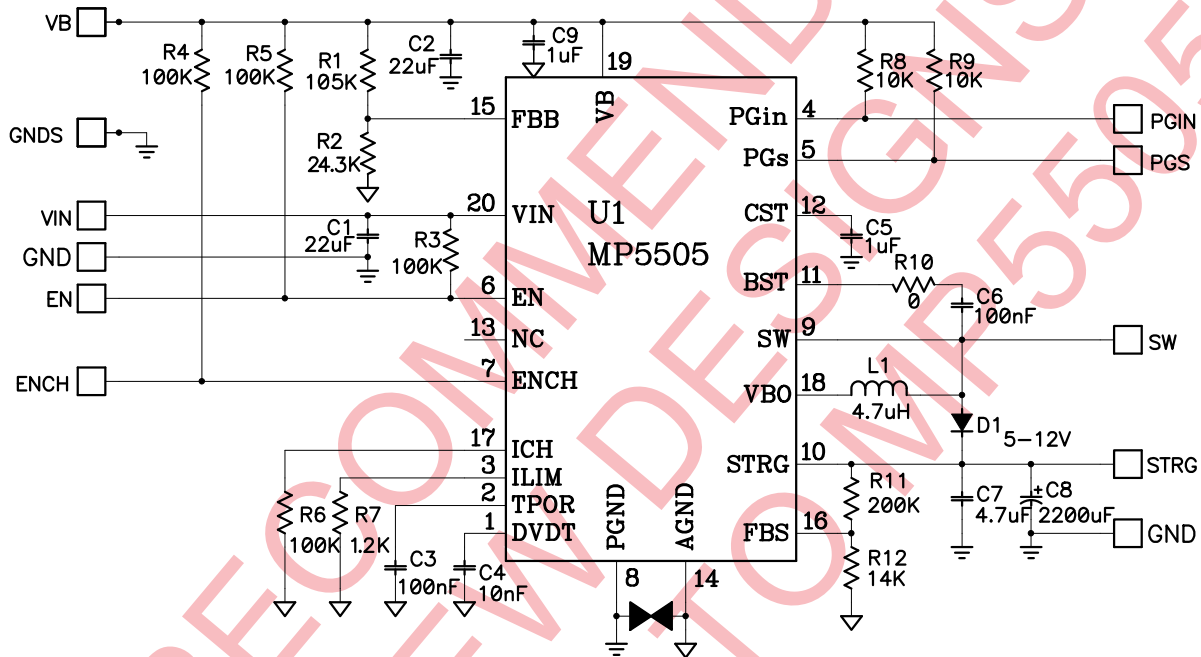 VB
GNDS
VIN
GND
EN
ENCH
R4
100K
R5
100K
R1
105K
C2
22uF
C9
1uF
19
VB
R2
24.3K
15
FBB
C1
22uF
R3
100K
20
VIN
6
EN
13
NC
7
ENCH
17
ICH
3
ILIM
2
TPOR
1
DVDT
R6
100K
R7
1.2K
C3
100nF
C4
10nF
U1
MP5505
PGND
AGND
8
14
PGin
4
PGs
5
CST
12
BST
11
SW
9
VBO
18
STRG
10
FBS
16
R8
10K
R9
10K
C5
1uF
R10
0
C6
100nF
L1
4.7uH
D1
5-12V
R11
200K
R12
14K
C7
4.7uF
C8
+
2200uF
PGIN
PGS
SW
STRG
GND
RECOMMEND
EW DESIGNS
TO MP5505